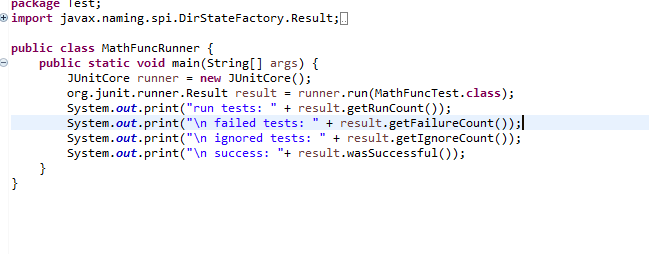 package Test;
import javax.naming.spi.DirStateFactory.Result;
public class MathFuncRunner {
public static void main(String[] args) {
JUnitCore runner = new JUnitCore();
org.junit.runner.Result result = runner.run(MathFuncTest.class);
System.out.print("run tests: " + result.getRunCount());
System.out.print("\n failed tests: " + result.getFailureCount());
System.out.print("\n ignored tests: " + result.getIgnoreCount());
System.out.print("\n success: "+ result.wasSuccessful());
}
}